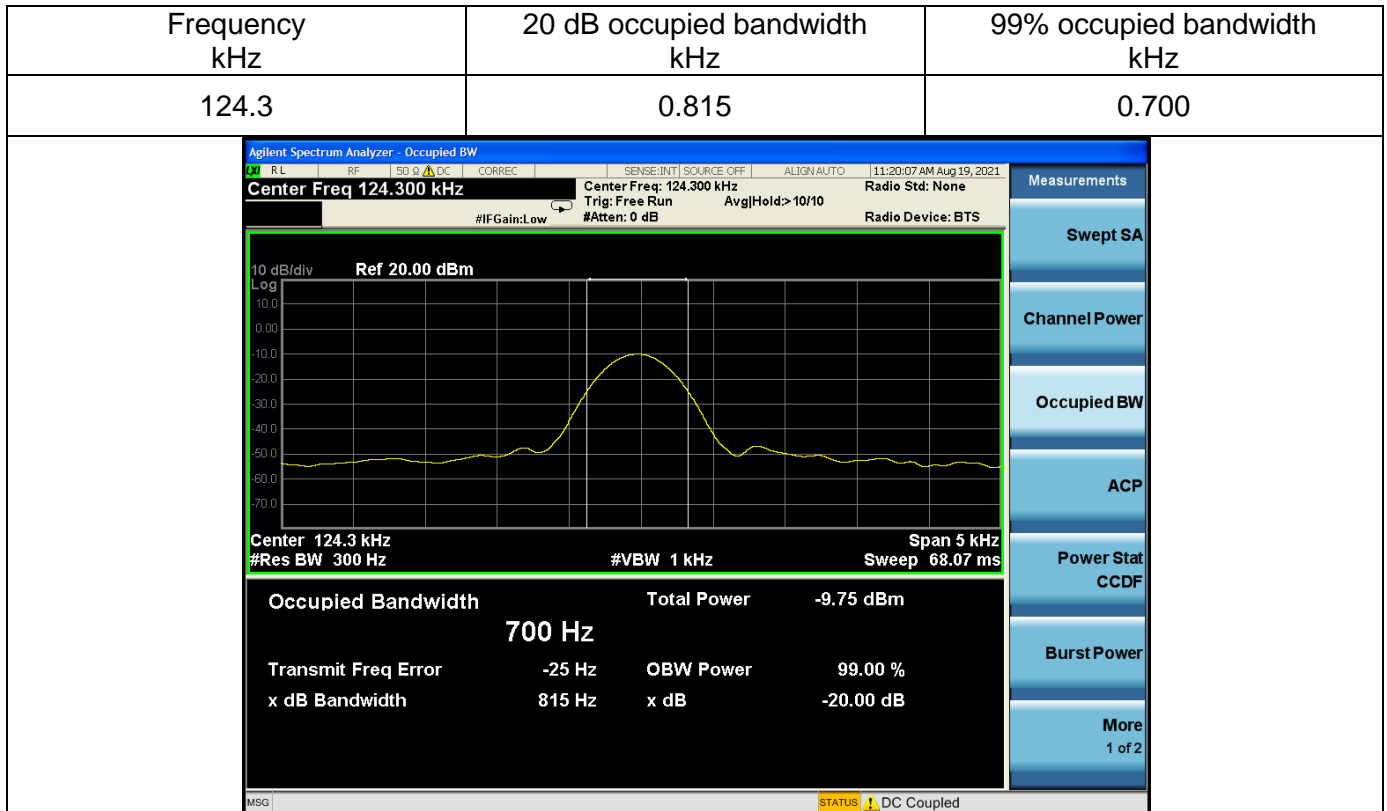 Frequency
kHz
20 dB occupied bandwidth
kHz
99% occupied bandwidth
kHz
124.3
0.815
0.700
Agilent Spectrum Analyzer - Occupied BW
LXI RL RF 50 Ω DC CORREC SENSE:INT SOURCE OFF ALIGN AUTO 11:20:07 AM Aug 19, 2021
Center Freq 124.300 kHz
#IFGain:Low
Center Freq: 124.300 kHz
Trig: Free Run Avg|Hold:>10/10
#Atten: 0 dB
Radio Std: None
Radio Device: BTS
10 dB/div Ref 20.00 dBm
Log
10.0
0.00
-10.0
-20.0
-30.0
-40.0
-50.0
-60.0
-70.0
Center 124.3 kHz Span 5 kHz
#Res BW 300 Hz #VBW 1 kHz Sweep 68.07 ms
Occupied Bandwidth Total Power -9.75 dBm
700 Hz
Transmit Freq Error -25 Hz OBW Power 99.00 %
x dB Bandwidth 815 Hz x dB -20.00 dB
Measurements
Swept SA
Channel Power
Occupied BW
ACP
Power Stat
CCDF
Burst Power
More
1 of 2
MSG STATUS DC Coupled